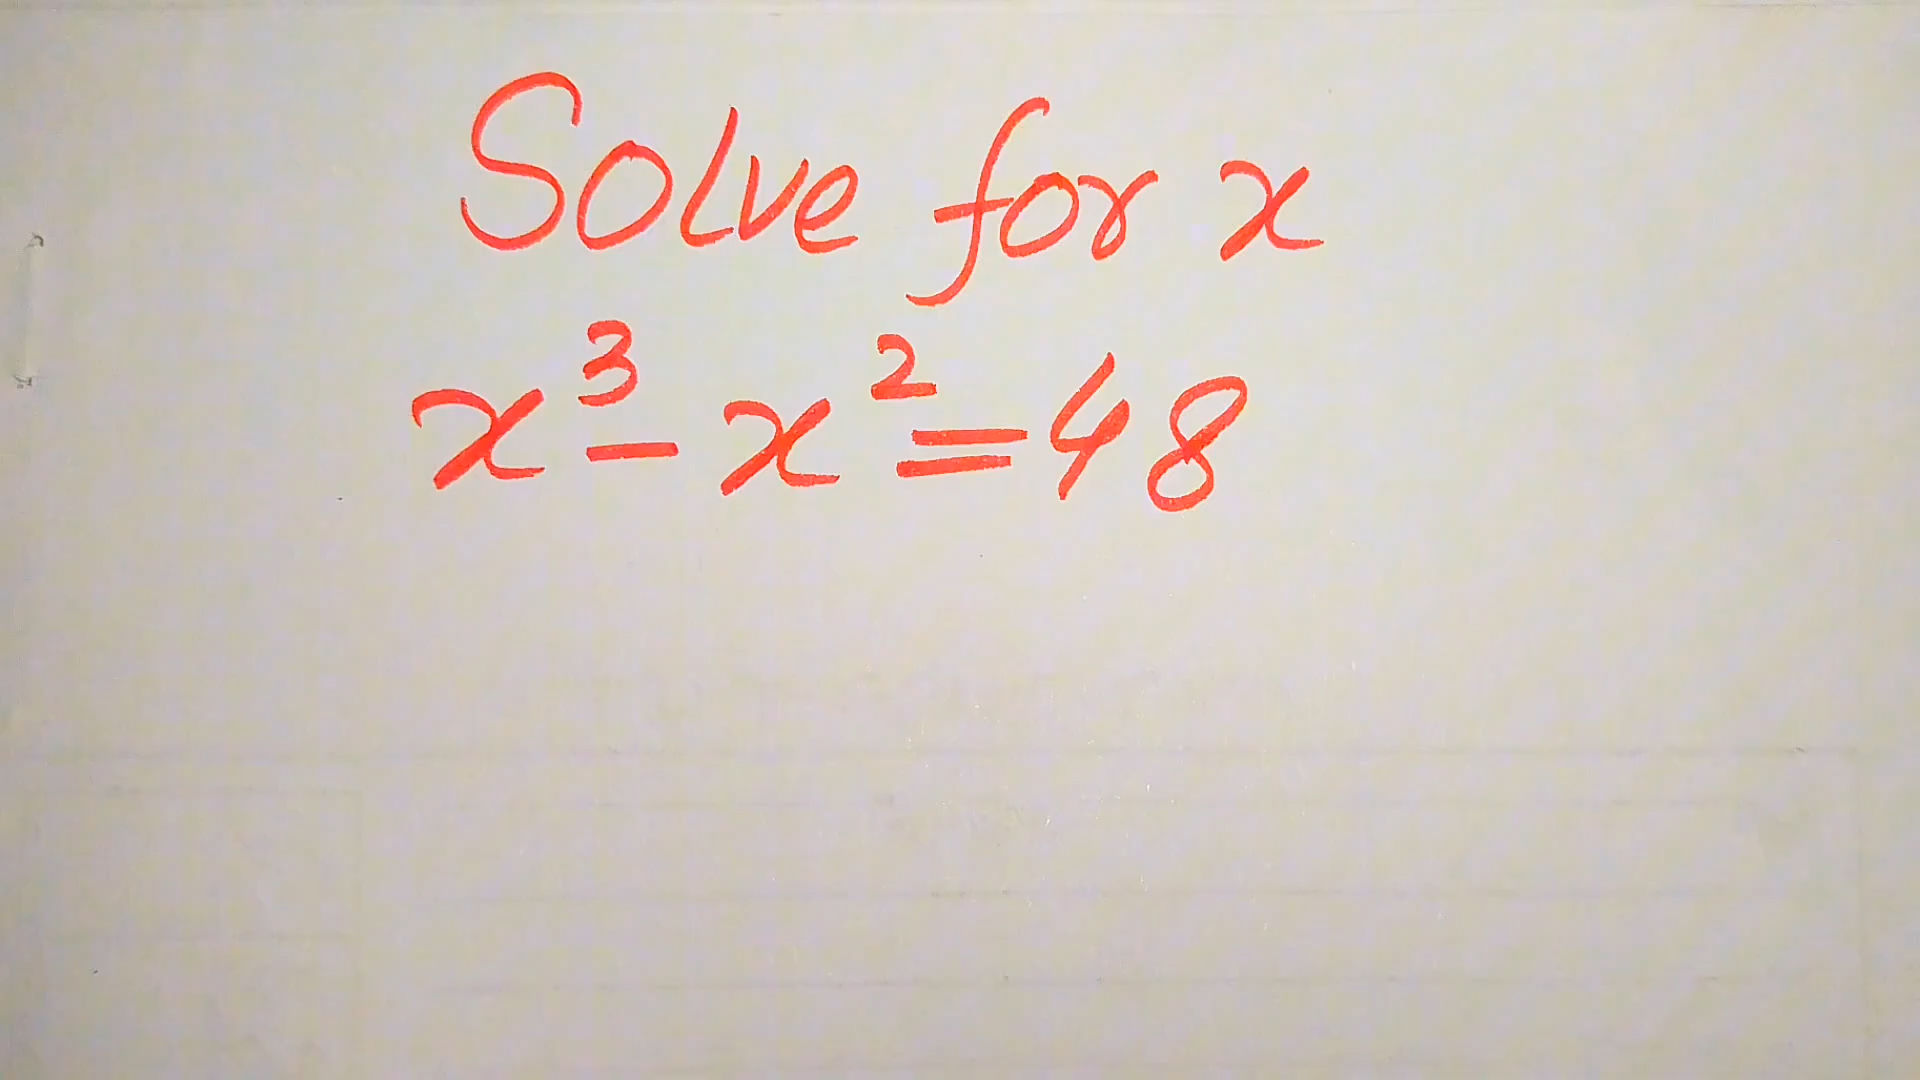 Solve for x
x³ - x² = 48